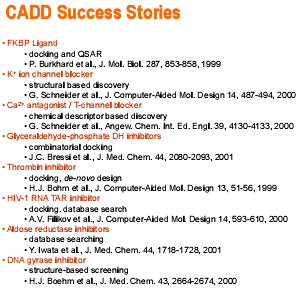 CADD Success Stories
• FKBP Ligand
• docking and QSAR
• P. Burkhard et al., J. Mol. Biol. 287, 853-858, 1999
• K⁺ ion channel blocker
• structural based discovery
• G. Schneider et al., J. Computer-Aided Mol. Design 14, 487-494, 2000
• Ca²⁺ antagonist / T-channel blocker
• chemical descriptor based discovery
• G. Schneider et al., Angew. Chem. Int. Ed. Engl. 39, 4130-4133, 2000
• Glyceraldehyde-phosphate DH inhibitors
• combinatorial docking
• J.C. Bressi et al., J. Med. Chem. 44, 2080-2093, 2001
• Thrombin inhibitor
• docking, de-novo design
• H.J. Bohm et al., J. Computer-Aided Mol. Design 13, 51-56, 1999
• HIV-1 RNA TAR inhibitor
• docking, database search
• A.V. Filikov et al., J. Computer-Aided Mol. Design 14, 593-610, 2000
• Aldose reductase inhibitors
• database searching
• Y. Iwata et al., J. Med. Chem. 44, 1718-1728, 2001
• DNA gyrase inhibitor
• structure-based screening
• H.J. Boehm et al., J. Med. Chem. 43, 2664-2674, 2000